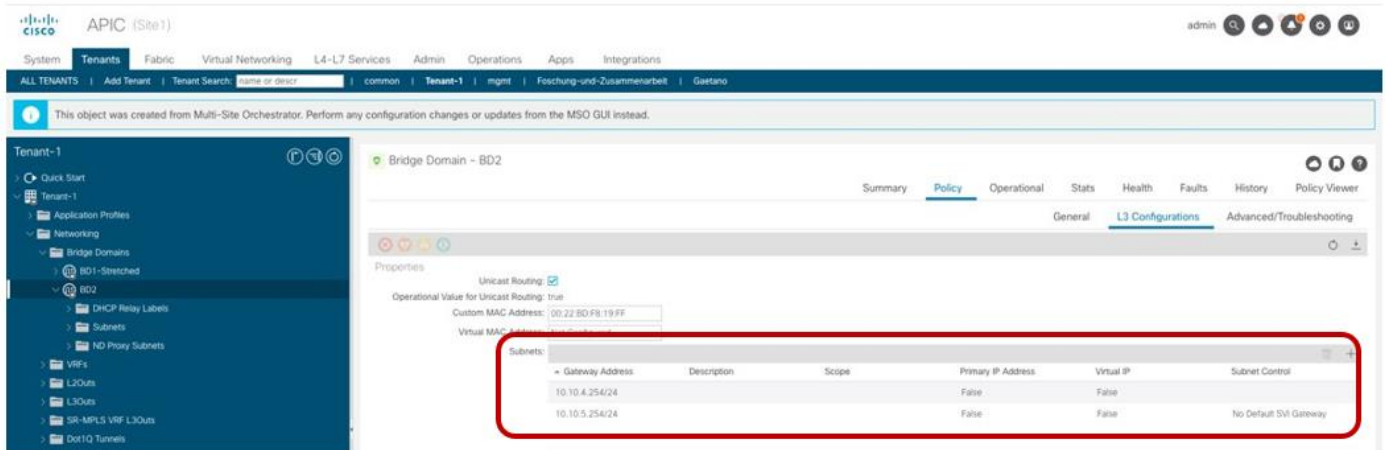 CISCO
APIC (Site1)
admin
System Tenants Fabric Virtual Networking L4-L7 Services Admin Operations Apps Integrations
ALL TENANTS | Add Tenant | Tenant Search: name or descr | common | Tenant-1 | mgmt | Foschung-und-Zusammenarbeit | Gaetano
This object was created from Multi-Site Orchestrator. Perform any configuration changes or updates from the MSO GUI instead.
Tenant-1
Quick Start
Tenant-1
Application Profiles
Networking
Bridge Domains
BD1-Stretched
BD2
DHCP Relay Labels
Subnets
ND Proxy Subnets
VRFs
L2Outs
L3Outs
SR-MPLS VRF L3Outs
Dot1Q Tunnels
Bridge Domain - BD2
Summary Policy Operational Stats Health Faults History Policy Viewer
General L3 Configurations Advanced/Troubleshooting
Properties
Unicast Routing:
Operational Value for Unicast Routing: true
Custom MAC Address: 00:22:BD:F8:19:FF
Virtual MAC Address: Not Configured
Subnets:
Gateway Address Description Scope Primary IP Address Virtual IP Subnet Control
10.10.4.254/24 False False
10.10.5.254/24 False False No Default SVI Gateway